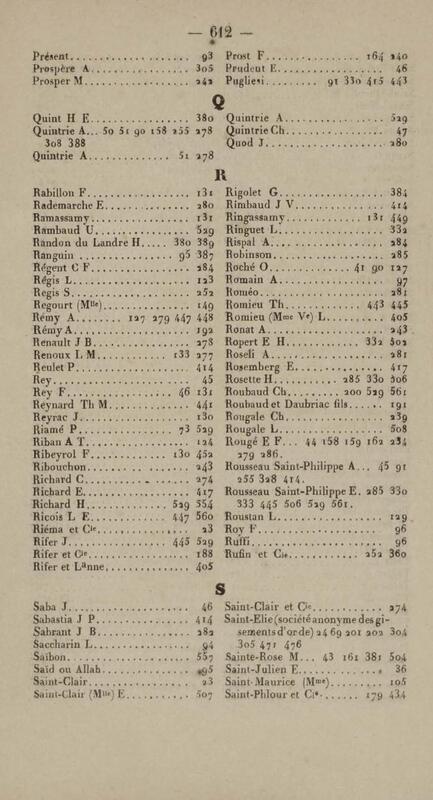 — 612 —
Présent.................. 93
Prospère A............... 305
Prosper M................ 242
Prost F............... 164 240
Prudent E................ 46
Pugliesi....... 91 330 415 443
Q
Quint H E................ 380
Quintrie A... 50 51 90 158 255 278
308 388
Quintrie A............. 51 278
Quintrie A............... 529
Quintrie Ch.............. 47
Quod J................... 280
R
Rabillon F............... 131
Rademarche E............. 280
Ramassamy................ 131
Rambaud U................ 529
Randon du Landre H..... 380 389
Ranguin ............... 95 387
Régent C F............... 284
Régis L.................. 123
Regis S.................. 252
Regourt (Mlle)........... 149
Rémy A........ 127 279 447 448
Rémy A................... 192
Renault J B.............. 278
Renoux L M............ 133 277
Reulet P................. 414
Rey...................... 45
Rey F................. 46 131
Reynard Th M............. 441
Reyrac J................. 130
Riamé P............... 73 529
Riban A T................ 124
Ribeyrol F............ 130 452
Ribouchon................ 243
Richard C................ 274
Richard E................ 417
Richard H............. 529 554
Ricois L E............ 447 560
Riéma et Cie............. 23
Rifer J............... 445 529
Rifer et Cie............. 188
Rifer et Lanne........... 405
Rigolet G................ 384
Rimbaud J V.............. 414
Ringassamy............ 131 449
Ringuet L................ 332
Rispal A................. 284
Robinson................. 285
Roché O............. 41 90 127
Romain A................. 97
Roméo.................... 281
Romieu Th............. 443 445
Romieu (Mme Ve) L........ 405
Ronat A.................. 243
Ropert E H............ 332 502
Roseli A................. 281
Rosemberg E.............. 417
Rosette H.......... 285 330 506
Roubaud Ch......... 200 529 561
Roubaud et Daubriac fils..... 191
Rougale Ch............... 239
Rougale L................ 508
Rougé E F... 44 158 159 162 234
279 286.
Rousseau Saint-Philippe A... 45 91
255 328 414.
Rousseau Saint-Philippe E. 285 330
333 445 506 529 561.
Roustan L................ 129
Roy F.................... 96
Ruffi.................... 96
Rufin et Cie.......... 252 360
S
Saba J................... 46
Sabastia J P............. 414
Sabrant J B.............. 282
Saccharin L.............. 94
Saïbon................... 557
Said ou Allah............ 495
Saint-Clair.............. 23
Saint-Clair (Mlle) E..... 507
Saint-Clair et Cie....... 274
Saint-Elie (société anonyme des gi-
sements d'or de) 24 69 201 202 304
305 471 476
Sainte-Rose M... 43 161 381 504
Saint-Julien E........... 36
Saint-Maurice (Mme)...... 105
Saint-Phlour et Cie... 179 434